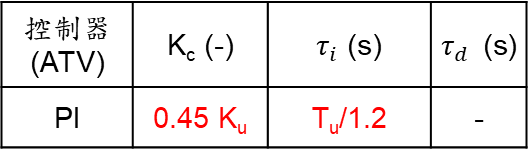 控制器
(ATV) Kc (-) τi (s) τd (s)
PI 0.45 Ku Tu/1.2 -